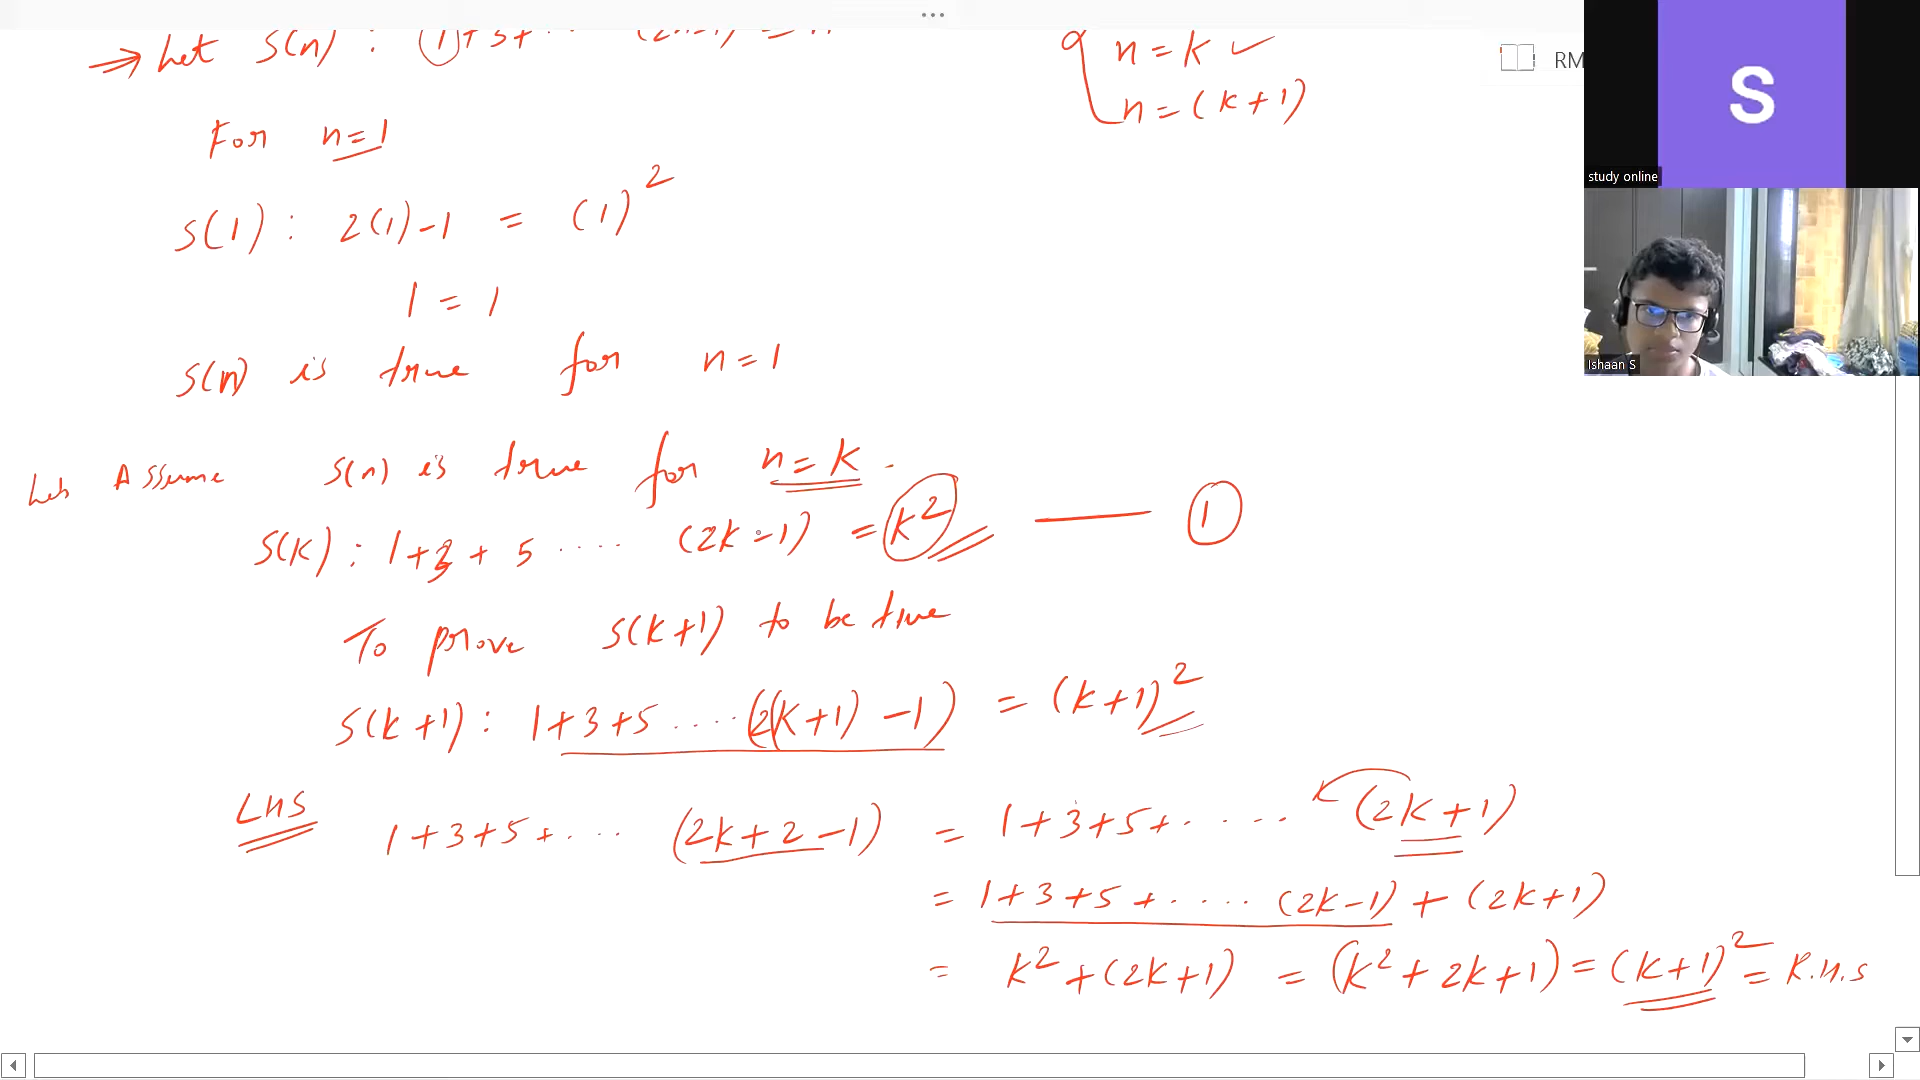 ⇒ Let S(n) : 1+3+... (2n-1) = n
n = k ✓
n = (k+1)
RM
For n=1
S(1) : 2(1)-1 = (1)²
1 = 1
S(n) is true for n=1
Let Assume S(n) is true for n=k.
S(k) : 1+3+5 .... (2k-1) = k² —— 1
To prove S(k+1) to be true
S(k+1) : 1+3+5 .... (2(k+1) -1) = (k+1)²
LHS 1+3+5+... (2k+2-1) = 1+3+5+..... (2k+1)
= 1+3+5+..... (2k-1) + (2k+1)
= k²+(2k+1) = (k²+2k+1) = (k+1)² = R.H.S
S
study online
Ishaan S